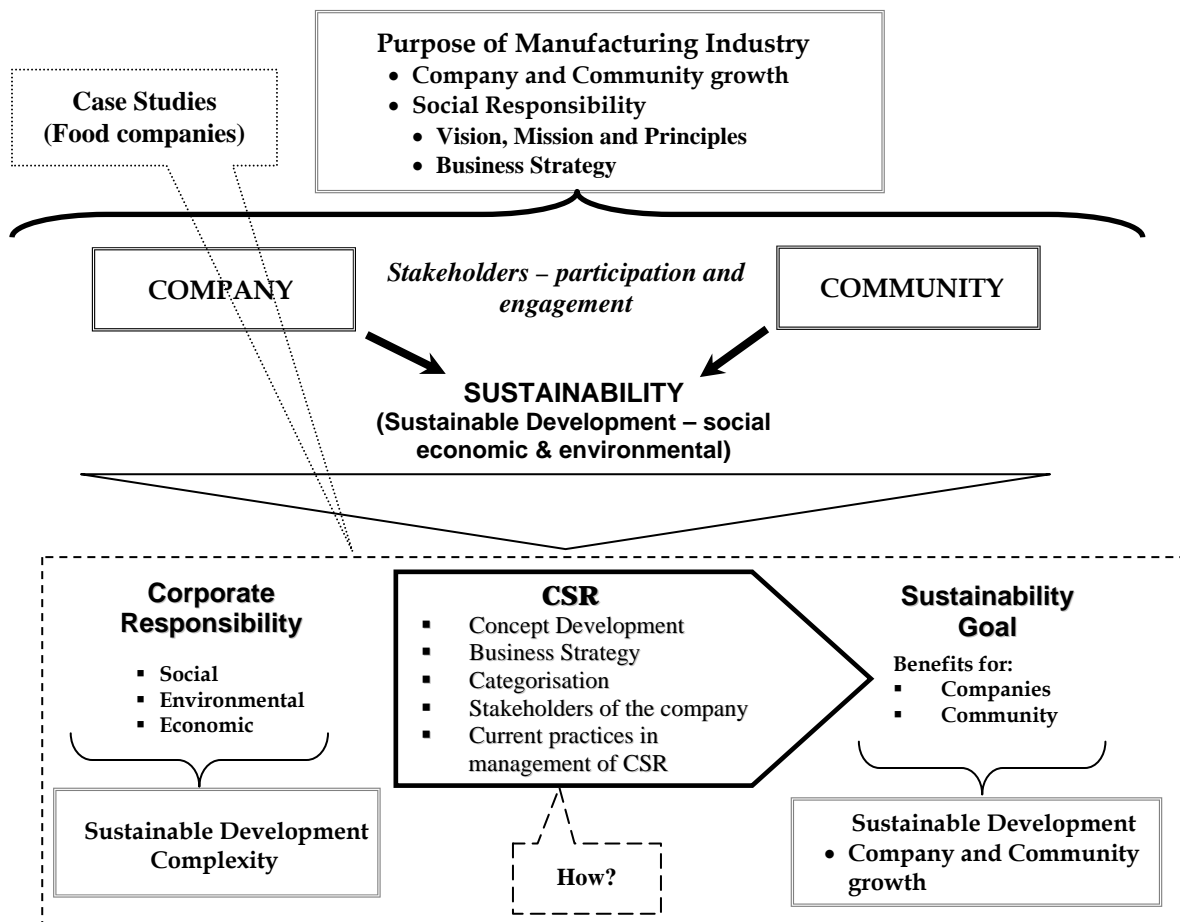 Purpose of Manufacturing Industry
• Company and Community growth
• Social Responsibility
• Vision, Mission and Principles
• Business Strategy
Case Studies
(Food companies)
COMPANY
Stakeholders – participation and
engagement
COMMUNITY
SUSTAINABILITY
(Sustainable Development – social
economic & environmental)
Corporate
Responsibility
▪ Social
▪ Environmental
▪ Economic
Sustainable Development
Complexity
CSR
▪ Concept Development
▪ Business Strategy
▪ Categorisation
▪ Stakeholders of the company
▪ Current practices in
management of CSR
How?
Sustainability
Goal
Benefits for:
▪ Companies
▪ Community
Sustainable Development
• Company and Community
growth